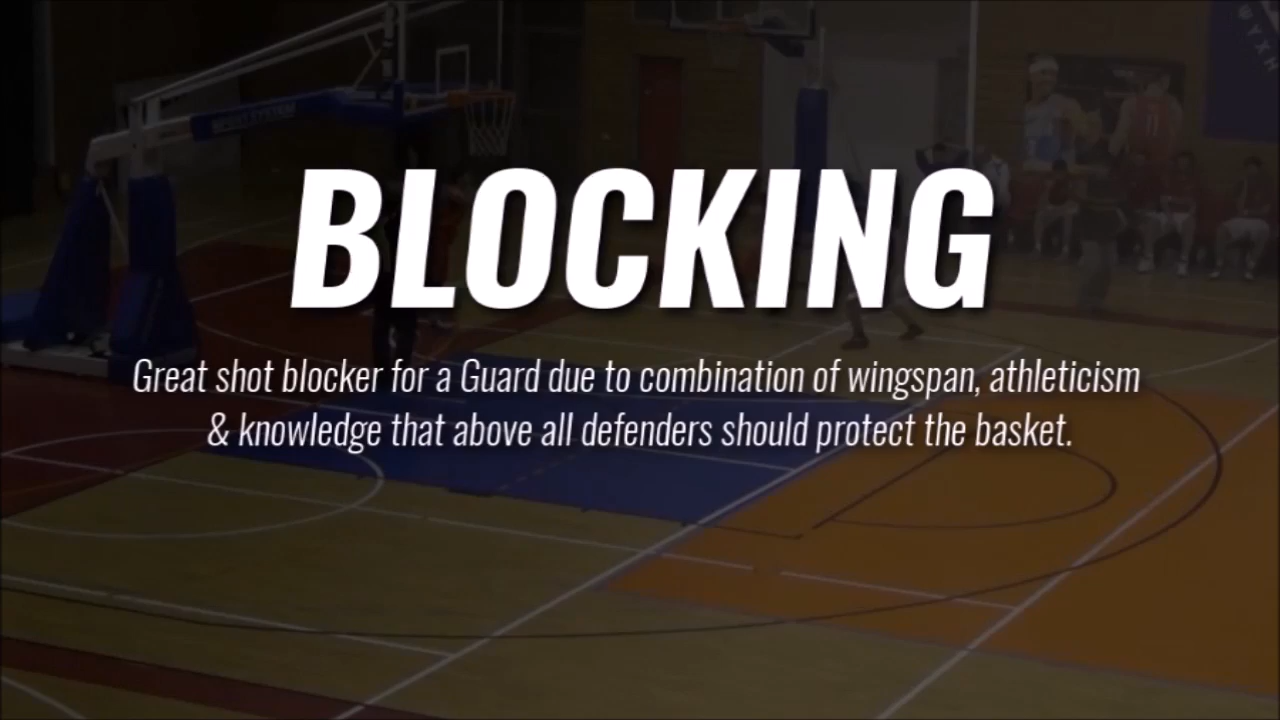 BLOCKING
Great shot blocker for a Guard due to combination of wingspan, athleticism
& knowledge that above all defenders should protect the basket.
11